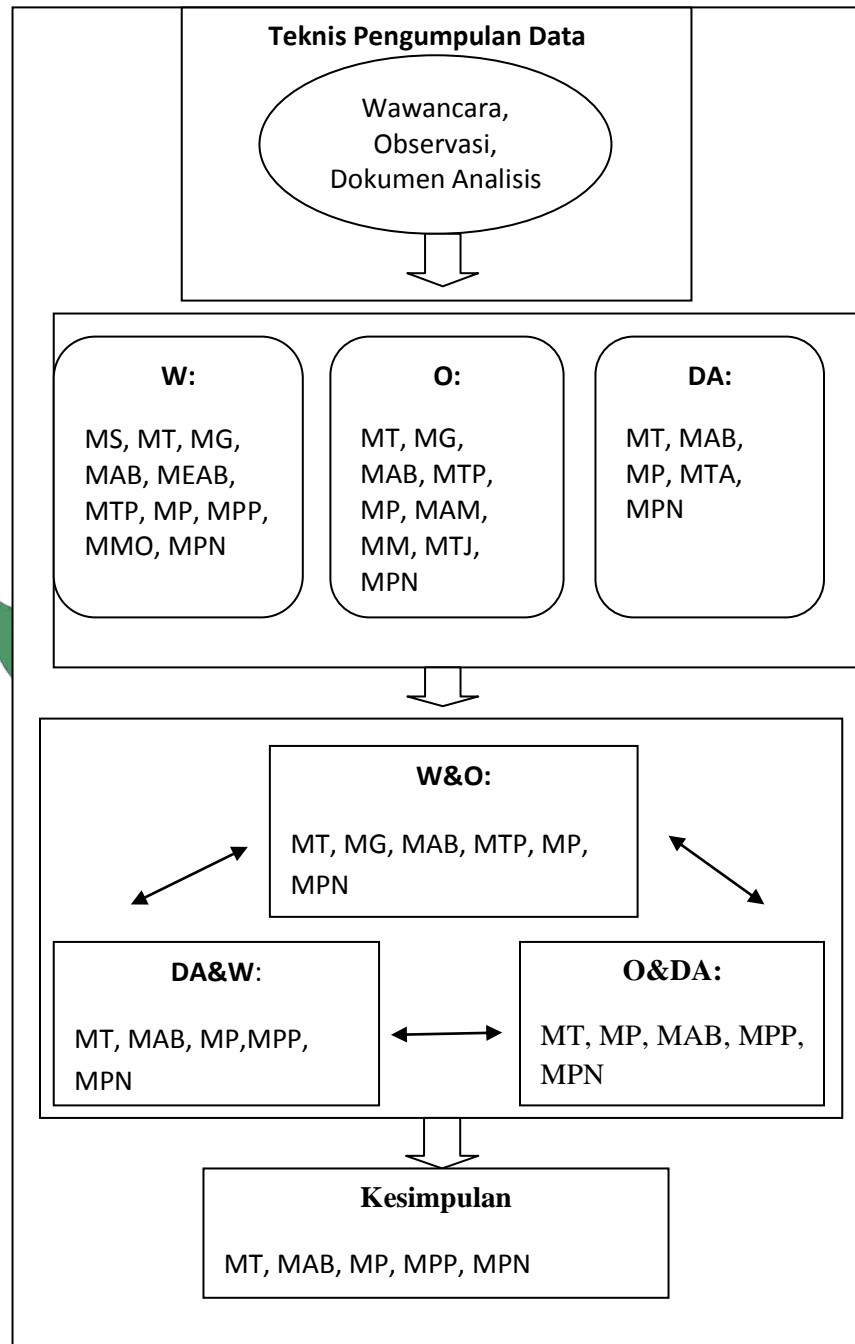 Teknis Pengumpulan Data
Wawancara,
Observasi,
Dokumen Analisis
W:
MS, MT, MG,
MAB, MEAB,
MTP, MP, MPP,
MMO, MPN
O:
MT, MG,
MAB, MTP,
MP, MAM,
MM, MTJ,
MPN
DA:
MT, MAB,
MP, MTA,
MPN
W&O:
MT, MG, MAB, MTP, MP,
MPN
DA&W:
MT, MAB, MP,MPP,
MPN
O&DA:
MT, MP, MAB, MPP,
MPN
Kesimpulan
MT, MAB, MP, MPP, MPN